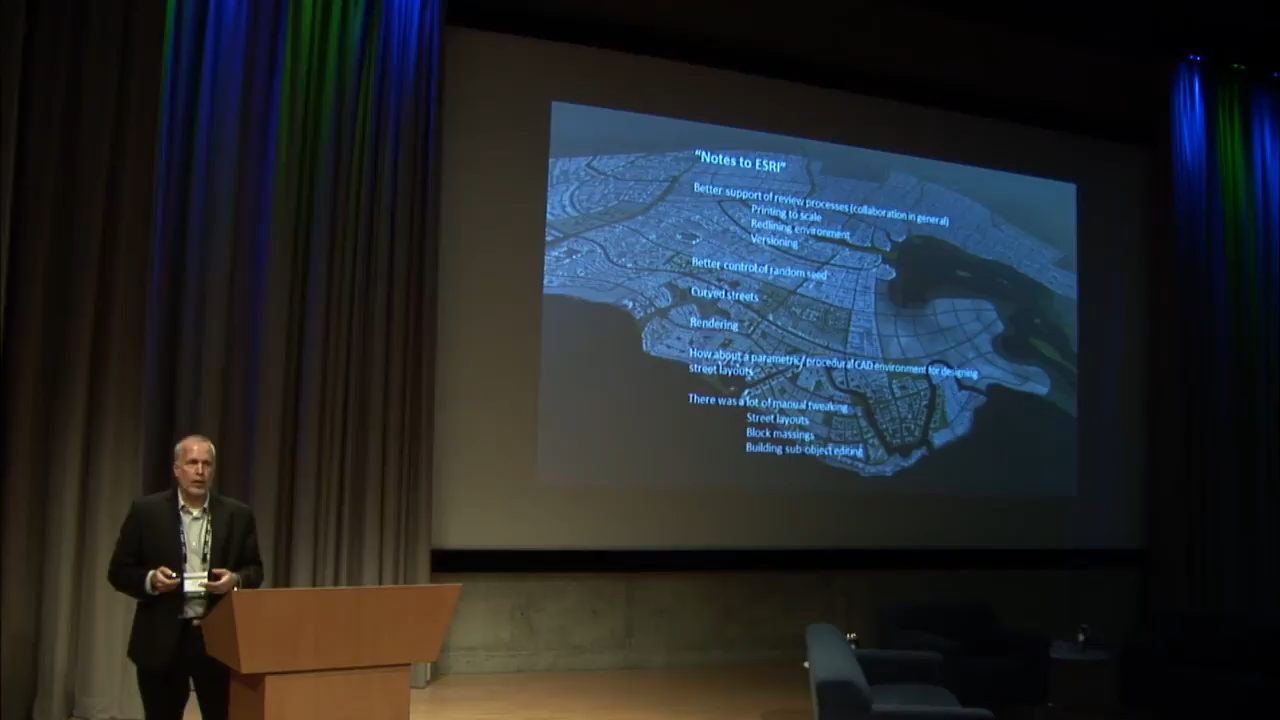 "Notes to ESRI"
Better support of review processes (collaboration in general)
Printing to scale
Redlining environment
Versioning
Better control of random seed
Curved streets
Rendering
How about a parametric/procedural CAD environment for designing
street layouts
There was a lot of manual tweaking
Street layouts
Block massings
Building sub-object editing